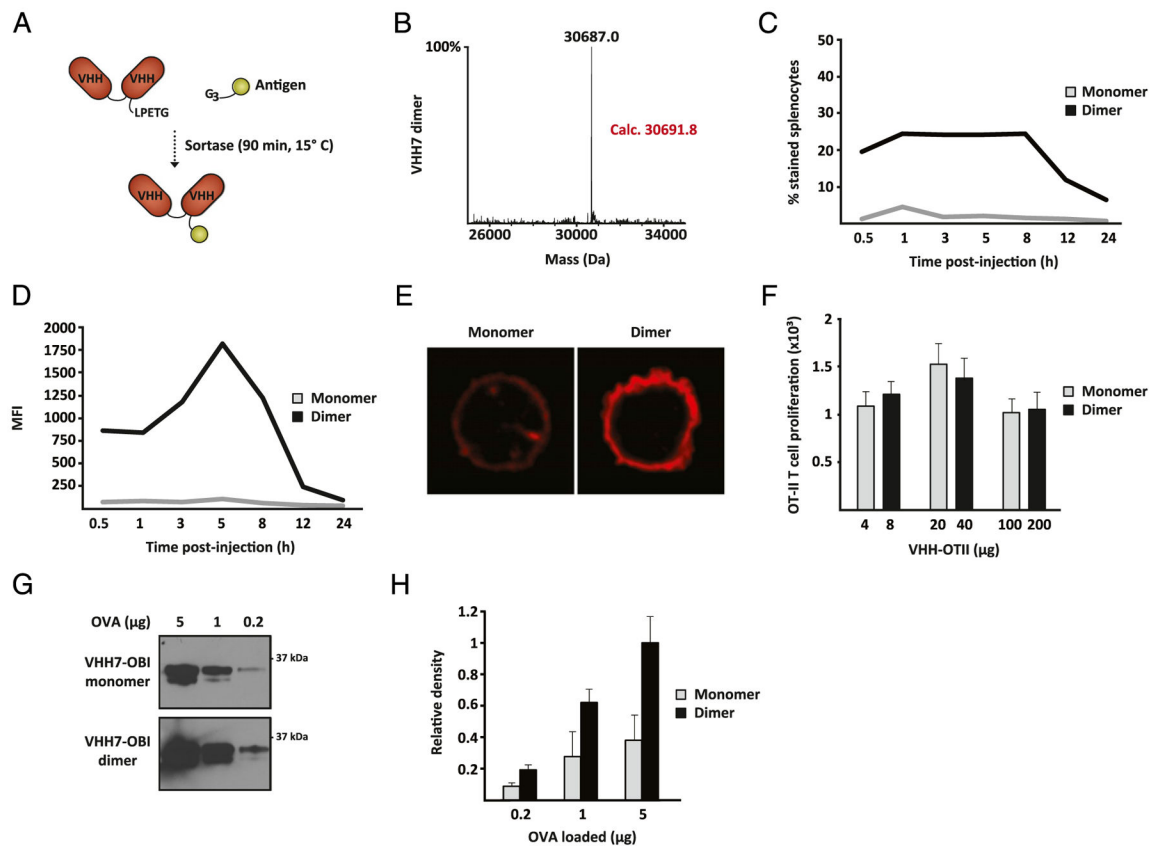 A
VHH
VHH
LPETG
G3
Antigen
Sortase (90 min, 15° C)
VHH
VHH
B
30687.0
100%
VHH7 dimer
Calc. 30691.8
26000
30000
34000
Mass (Da)
C
50
40
30
20
10
% stained splenocytes
Monomer
Dimer
0.5
1
3
5
8
12
24
Time post-injection (h)
D
2000
1750
1500
1250
1000
750
500
250
MFI
Monomer
Dimer
0.5
1
3
5
8
12
24
Time post-injection (h)
E
Monomer
Dimer
F
2
1.5
1
0.5
OT-II T cell proliferation (x10³)
Monomer
Dimer
4
8
20
40
100
200
VHH-OTII (μg)
G
OVA (μg)
5
1
0.2
VHH7-OBI
monomer
37 kDa
VHH7-OBI
dimer
37 kDa
H
1.2
1
0.8
0.6
0.4
0.2
Relative density
Monomer
Dimer
0.2
1
5
OVA loaded (μg)